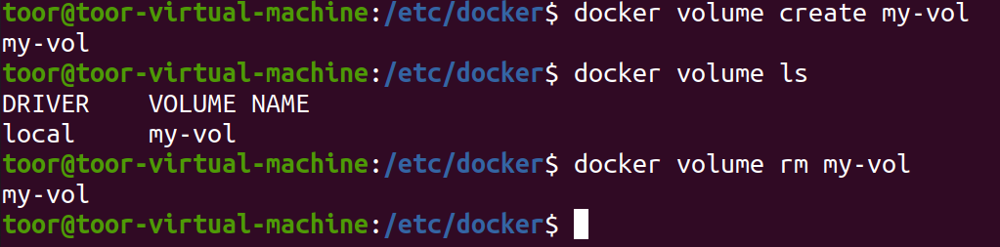 toor@toor-virtual-machine:/etc/docker$ docker volume create my-vol
my-vol
toor@toor-virtual-machine:/etc/docker$ docker volume ls
DRIVER    VOLUME NAME
local     my-vol
toor@toor-virtual-machine:/etc/docker$ docker volume rm my-vol
my-vol
toor@toor-virtual-machine:/etc/docker$